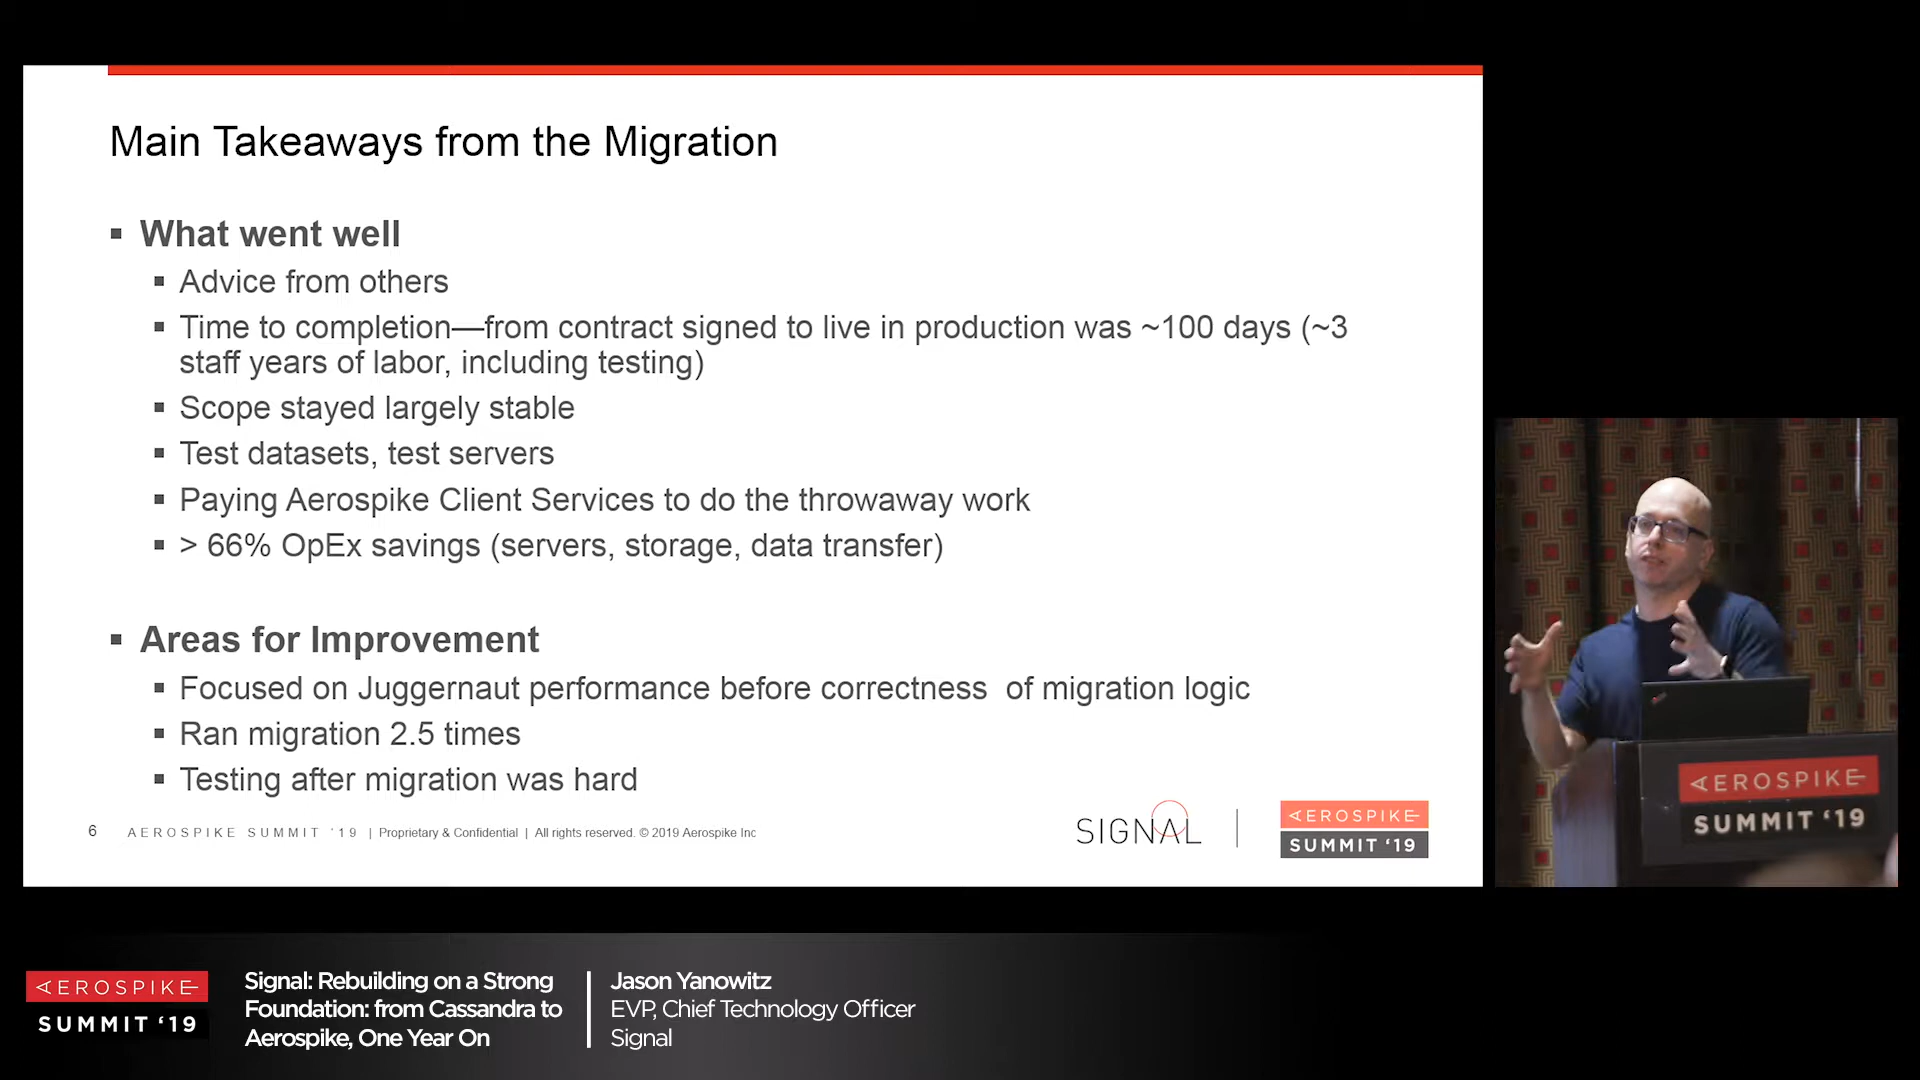 Main Takeaways from the Migration
▪ What went well
▪ Advice from others
▪ Time to completion—from contract signed to live in production was ~100 days (~3
staff years of labor, including testing)
▪ Scope stayed largely stable
▪ Test datasets, test servers
▪ Paying Aerospike Client Services to do the throwaway work
▪ > 66% OpEx savings (servers, storage, data transfer)
▪ Areas for Improvement
▪ Focused on Juggernaut performance before correctness  of migration logic
▪ Ran migration 2.5 times
▪ Testing after migration was hard
6 AEROSPIKE SUMMIT '19 | Proprietary & Confidential | All rights reserved. © 2019 Aerospike Inc
SIGNAL
AEROSPIKE
SUMMIT '19
AEROSPIKE
SUMMIT '19
AEROSPIKE
SUMMIT '19
Signal: Rebuilding on a Strong
Foundation: from Cassandra to
Aerospike, One Year On
Jason Yanowitz
EVP, Chief Technology Officer
Signal